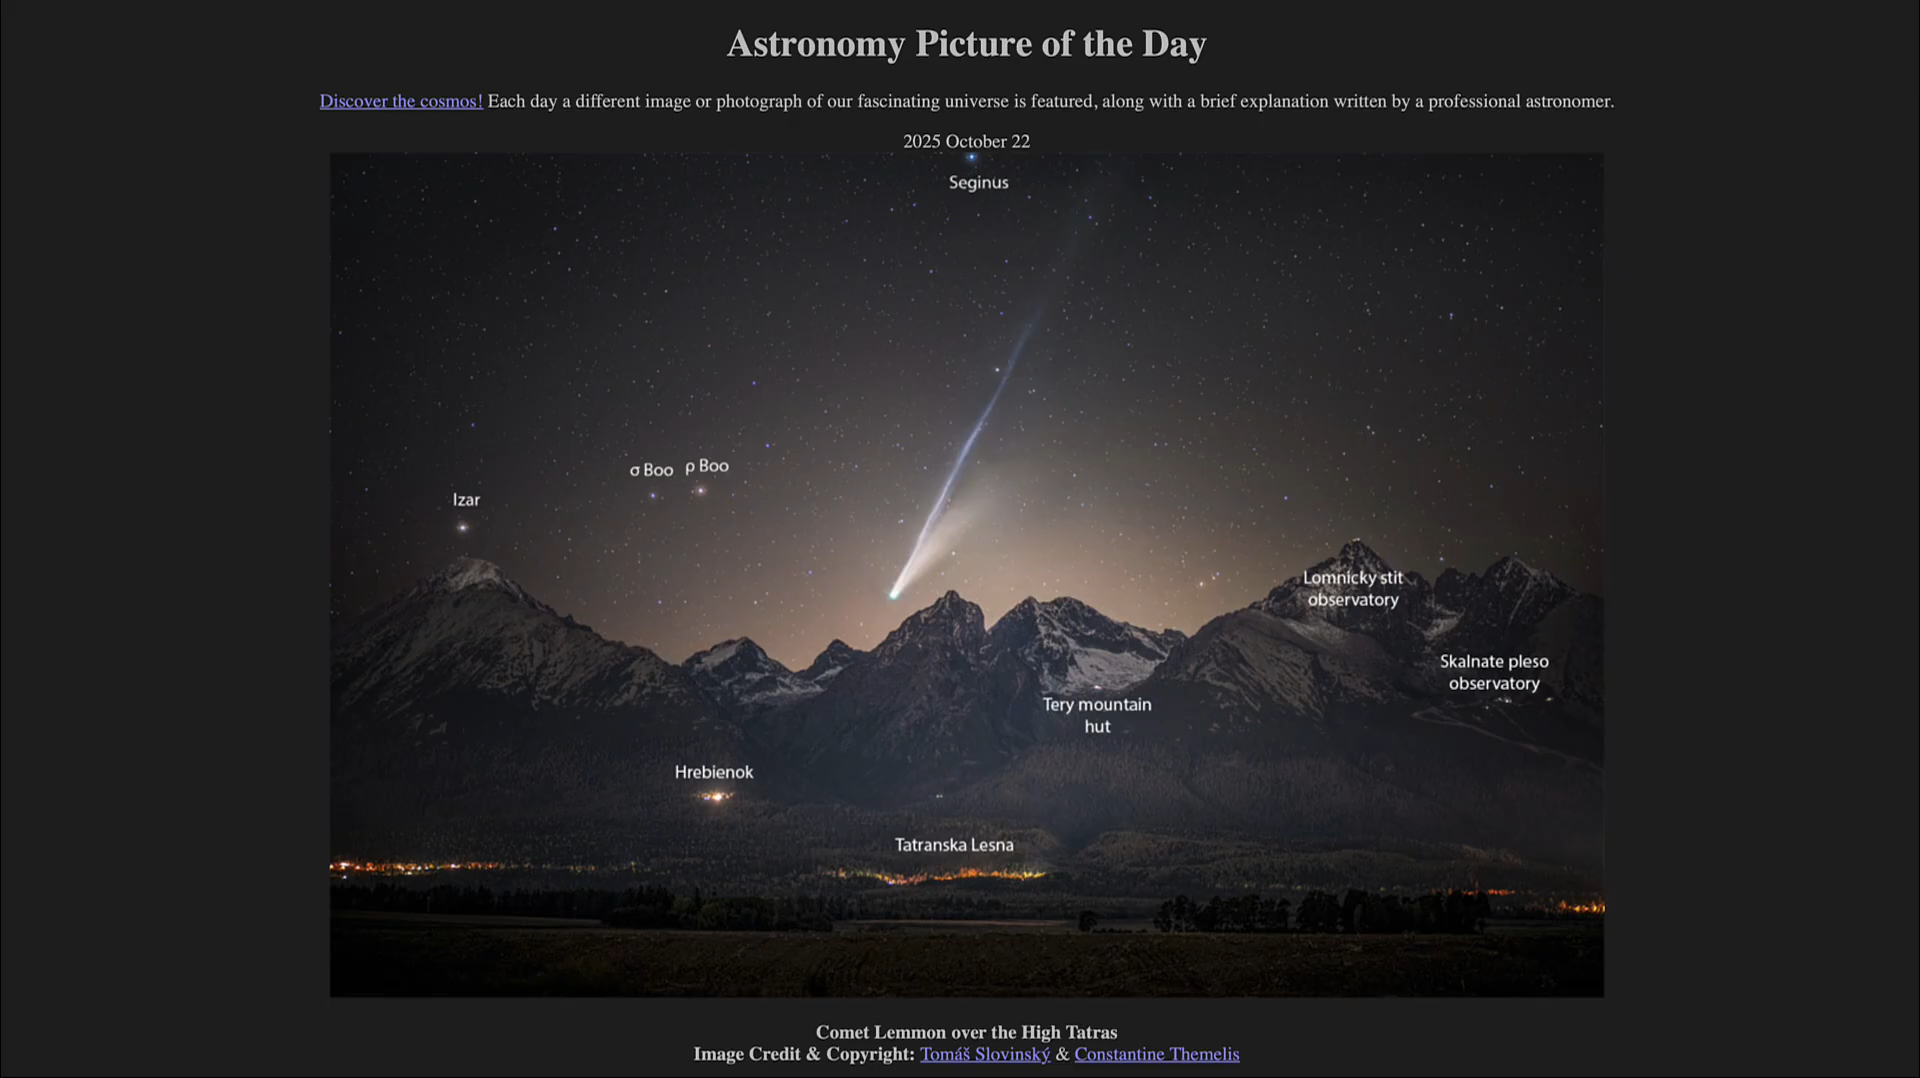 Astronomy Picture of the Day
Discover the cosmos! Each day a different image or photograph of our fascinating universe is featured, along with a brief explanation written by a professional astronomer.
2025 October 22
Seginus
σ Boo ρ Boo
Izar
Lomnicky stit
observatory
Skalnate pleso
observatory
Tery mountain
hut
Hrebienok
Tatranska Lesna
Comet Lemmon over the High Tatras
Image Credit & Copyright: Tomáš Slovinský & Constantine Themelis